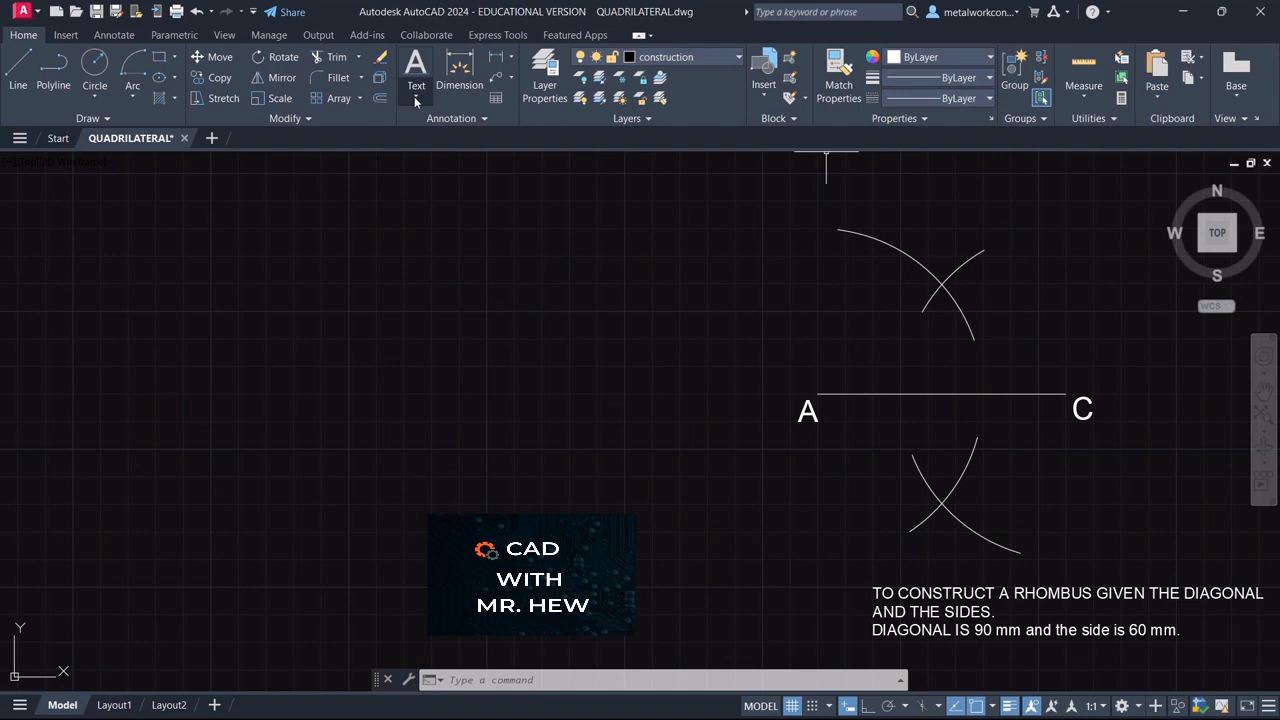 Share
Autodesk AutoCAD 2024 - EDUCATIONAL VERSION QUADRILATERAL.dwg
Type a keyword or phrase
metalworkcon...
Home Insert Annotate Parametric View Manage Output Add-ins Collaborate Express Tools Featured Apps
Line Polyline Circle Arc
Move Rotate Trim
Copy Mirror Fillet
Stretch Scale Array
Text Dimension
Layer Properties
construction
Insert
Match Properties
ByLayer
ByLayer
ByLayer
Group
Measure
Paste
Base
Draw Modify Annotation Layers Block Properties Groups Utilities Clipboard View
Start QUADRILATERAL*
[-][Top][2D Wireframe]
N
W TOP E
S
WCS
A C
CAD
WITH
MR. HEW
TO CONSTRUCT A RHOMBUS GIVEN THE DIAGONAL
AND THE SIDES.
DIAGONAL IS 90 mm and the side is 60 mm.
Y
X
Type a command
Model Layout1 Layout2
MODEL 1:1